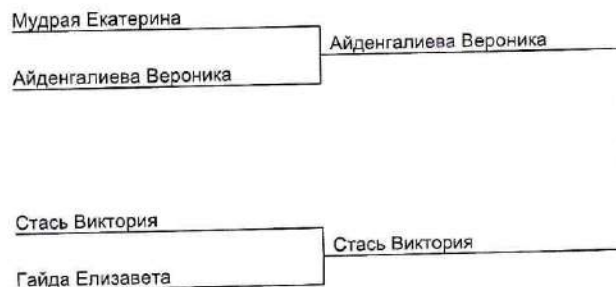 Мудрая Екатерина
Айденгалиева Вероника
Айденгалиева Вероника
Стась Виктория
Стась Виктория
Гайда Елизавета